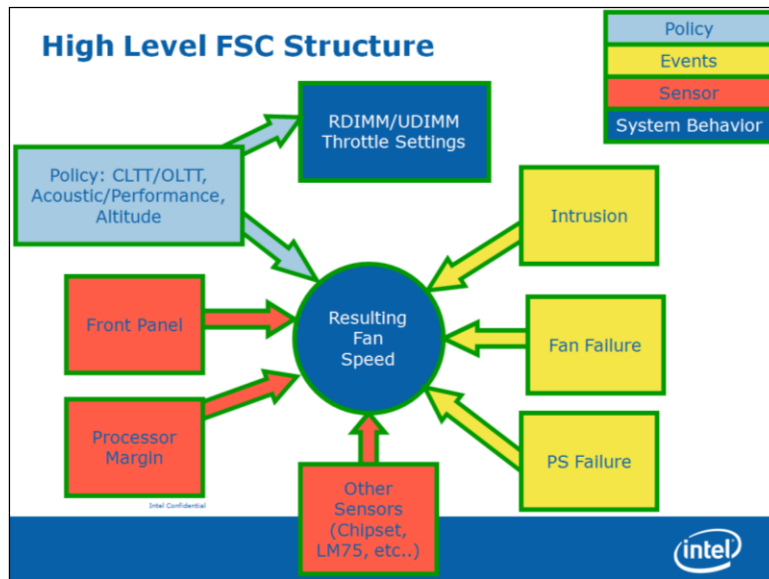 High Level FSC Structure
Policy
Events
Sensor
System Behavior
RDIMM/UDIMM
Throttle Settings
Policy: CLTT/OLTT,
Acoustic/Performance,
Altitude
Intrusion
Front Panel
Resulting
Fan
Speed
Fan Failure
Processor
Margin
PS Failure
Other
Sensors
(Chipset,
LM75, etc..)
Intel Confidential
intel